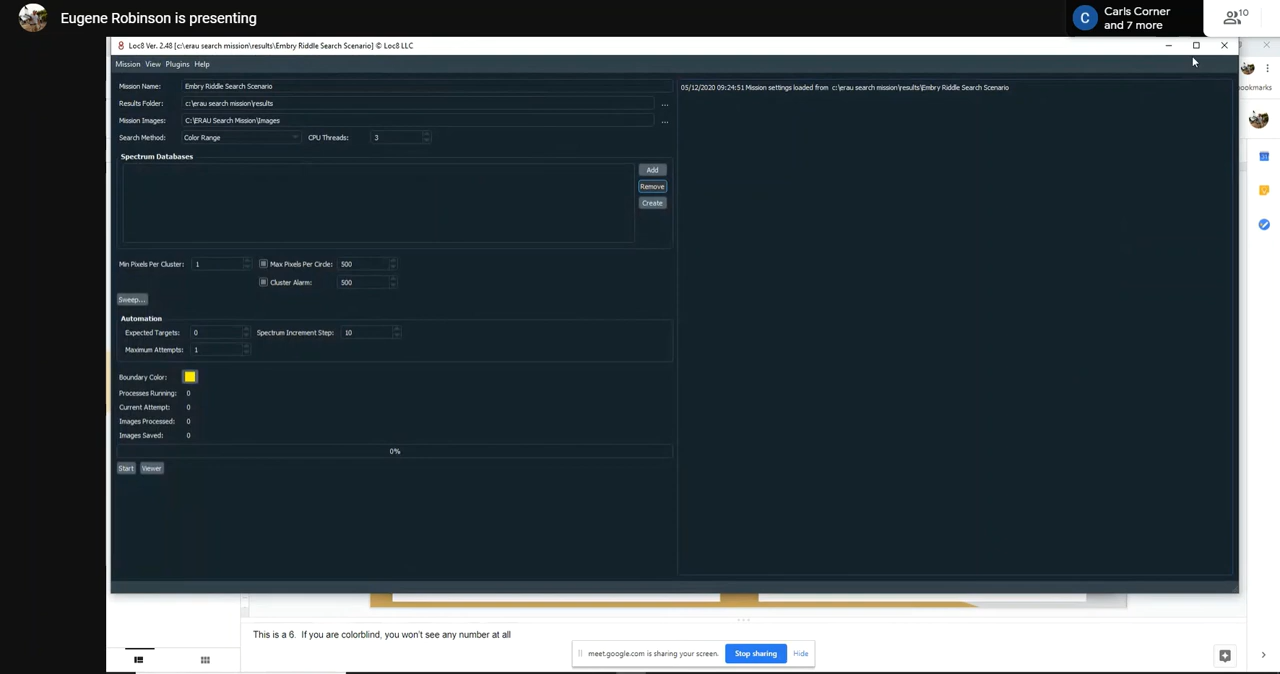 Eugene Robinson is presenting
C
Carls Corner
and 7 more
10
Loc8 Ver. 2.48 [c:\erau search mission\results\Embry Riddle Search Scenario] © Loc8 LLC
Mission View Plugins Help
Mission Name: Embry Riddle Search Scenario
Results Folder: c:\erau search mission\results ...
Mission Images: C:\ERAU Search Mission\Images ...
Search Method: Color Range CPU Threads: 3
Spectrum Databases
Add
Remove
Create
Min Pixels Per Cluster: 1 Max Pixels Per Circle: 500
Cluster Alarm: 500
Sweep...
Automation
Expected Targets: 0 Spectrum Increment Step: 10
Maximum Attempts: 1
Boundary Color:
Processes Running: 0
Current Attempt: 0
Images Processed: 0
Images Saved: 0
0%
Start Viewer
05/12/2020 09:24:51 Mission settings loaded from c:\erau search mission\results\Embry Riddle Search Scenario
ookmarks
31
This is a 6. If you are colorblind, you won't see any number at all
meet.google.com is sharing your screen. Stop sharing Hide